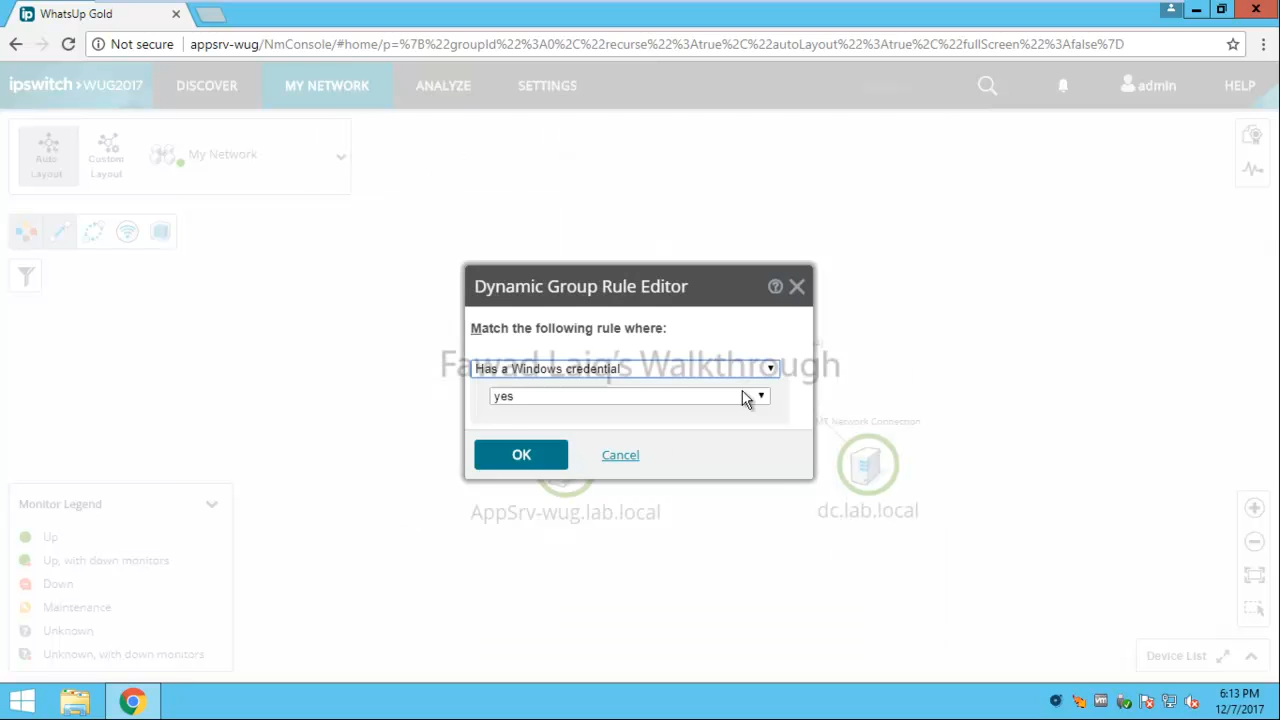 WhatsUp Gold
Not secure
appsrv-wug/NmConsole/#home/p=%7B%22groupId%22%3A0%2C%22recurse%22%3Atrue%2C%22autoLayout%22%3Atrue%2C%22fullScreen%22%3Afalse%7D
ipswitch WUG2017
DISCOVER
MY NETWORK
ANALYZE
SETTINGS
admin
HELP
Auto
Layout
Custom
Layout
My Network
Dynamic Group Rule Editor
Match the following rule where:
Fawad Laiq's Walkthrough
Has a Windows credential
yes
OK
Cancel
Network Connection
AppSrv-wug.lab.local
dc.lab.local
Monitor Legend
Up
Up, with down monitors
Down
Maintenance
Unknown
Unknown, with down monitors
Device List
6:13 PM
12/7/2017